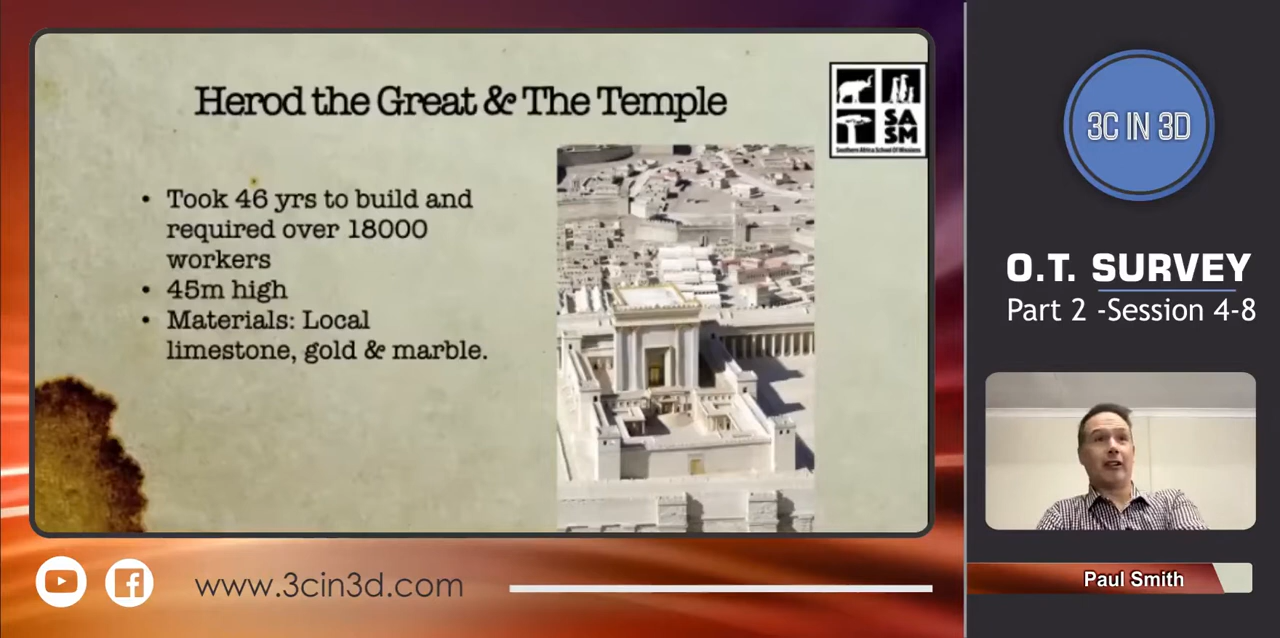 Herod the Great & The Temple
SA
SM
Southern Africa School Of Missions
• Took 46 yrs to build and
required over 18000
workers
• 45m high
• Materials: Local
limestone, gold & marble.
3C IN 3D
O.T. SURVEY
Part 2 -Session 4-8
Paul Smith
www.3cin3d.com